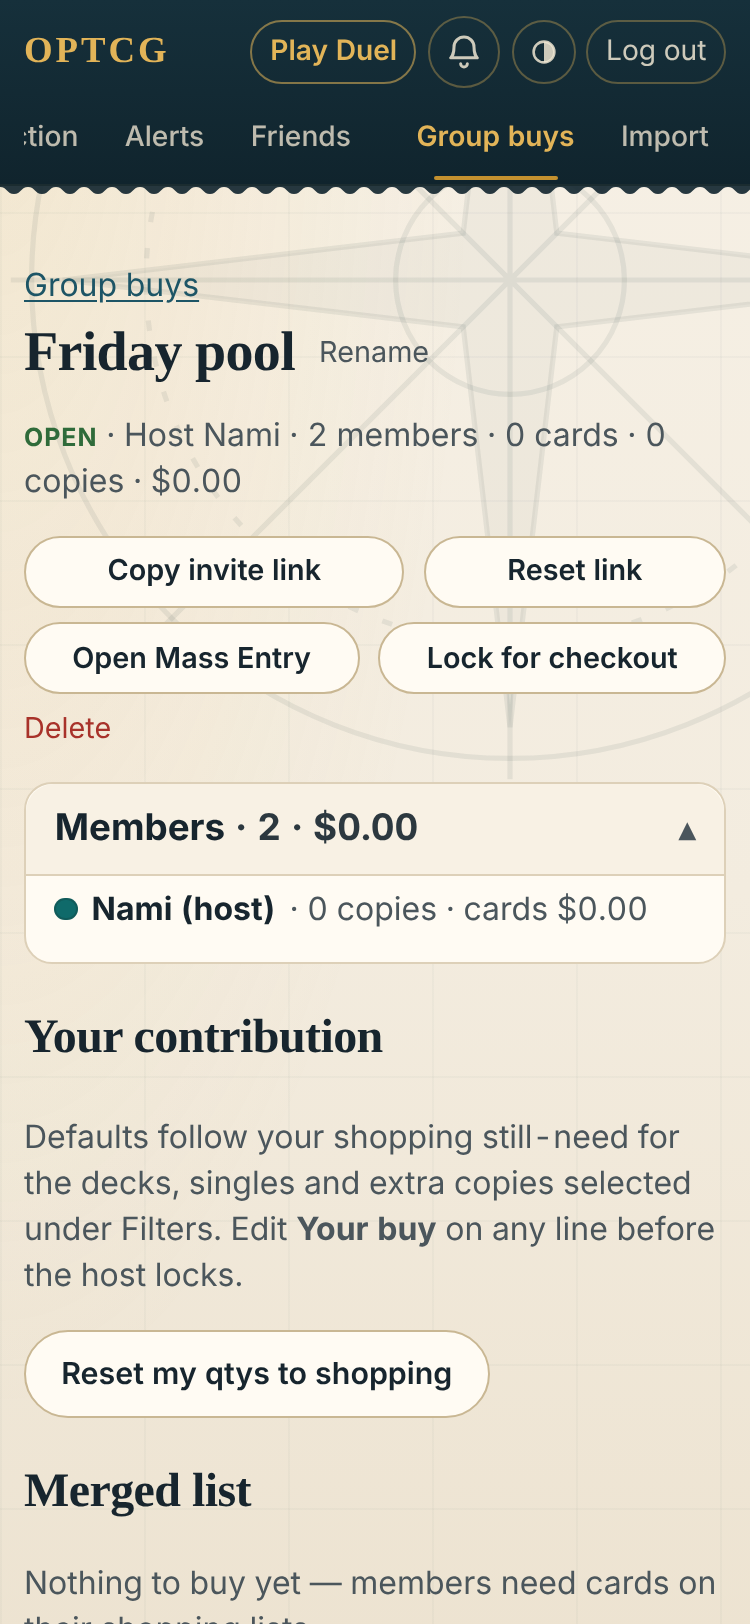 OPTCG
Play Duel
Log out
ction Alerts Friends Group buys Import
Group buys
Friday pool Rename
OPEN · Host Nami · 2 members · 0 cards · 0
copies · $0.00
Copy invite link
Reset link
Open Mass Entry
Lock for checkout
Delete
Members · 2 · $0.00 ▲
Nami (host) · 0 copies · cards $0.00
Your contribution
Defaults follow your shopping still-need for
the decks, singles and extra copies selected
under Filters. Edit Your buy on any line before
the host locks.
Reset my qtys to shopping
Merged list
Nothing to buy yet — members need cards on
their shopping lists